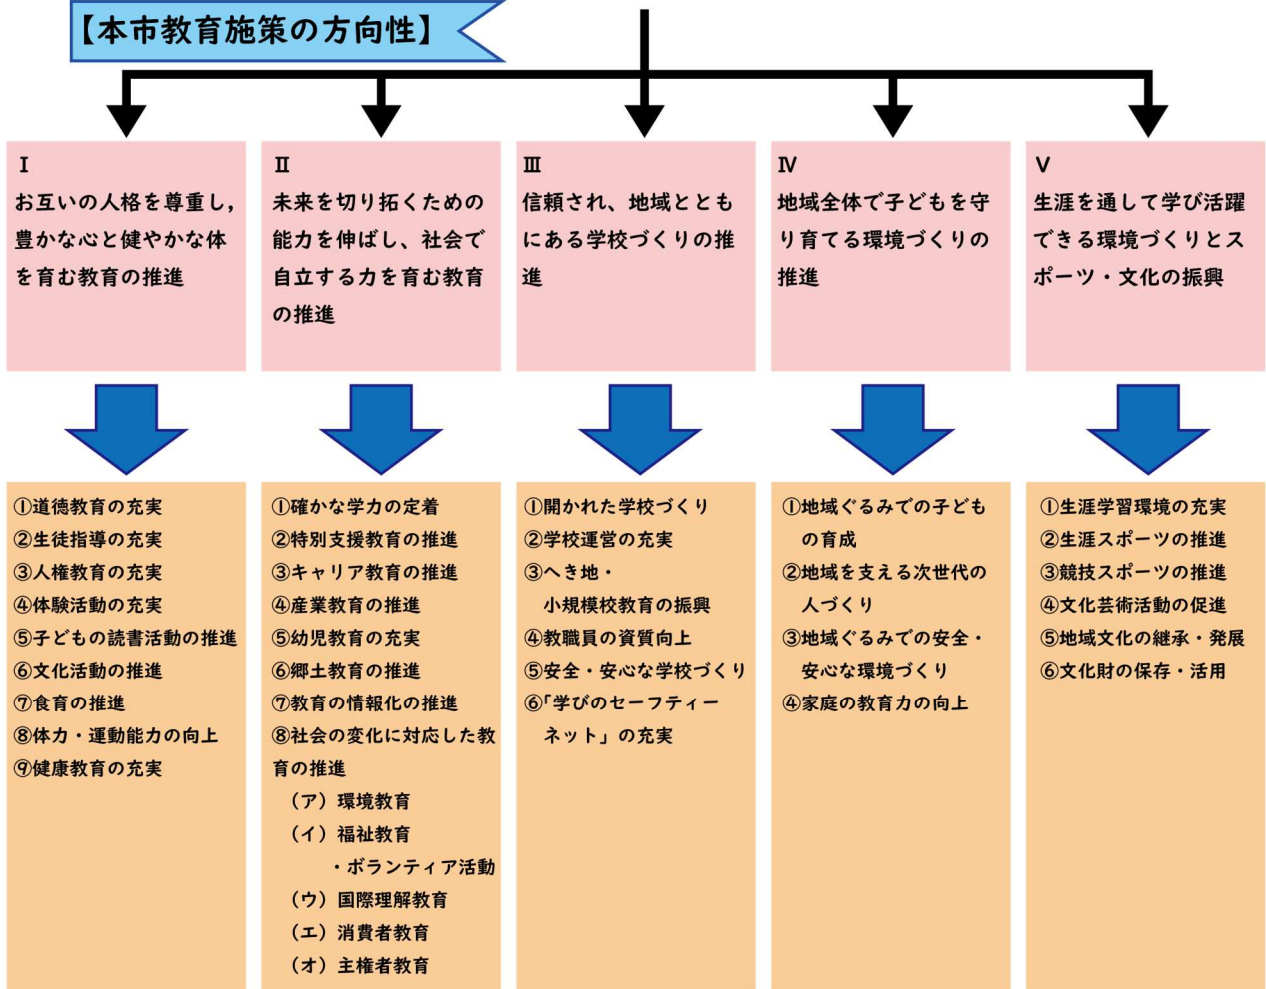 【本市教育施策の方向性】
Ⅰ
お互いの人格を尊重し,
豊かな心と健やかな体
を育む教育の推進
Ⅱ
未来を切り拓くための
能力を伸ばし、社会で
自立する力を育む教育
の推進
Ⅲ
信頼され、地域ととも
にある学校づくりの推
進
Ⅳ
地域全体で子どもを守
り育てる環境づくりの
推進
Ⅴ
生涯を通して学び活躍
できる環境づくりとス
ポーツ・文化の振興
①道徳教育の充実
②生徒指導の充実
③人権教育の充実
④体験活動の充実
⑤子どもの読書活動の推進
⑥文化活動の推進
⑦食育の推進
⑧体力・運動能力の向上
⑨健康教育の充実
①確かな学力の定着
②特別支援教育の推進
③キャリア教育の推進
④産業教育の推進
⑤幼児教育の充実
⑥郷土教育の推進
⑦教育の情報化の推進
⑧社会の変化に対応した教
育の推進
（ア）環境教育
（イ）福祉教育
・ボランティア活動
（ウ）国際理解教育
（エ）消費者教育
（オ）主権者教育
①開かれた学校づくり
②学校運営の充実
③へき地・
小規模校教育の振興
④教職員の資質向上
⑤安全・安心な学校づくり
⑥「学びのセーフティー
ネット」の充実
①地域ぐるみでの子ども
の育成
②地域を支える次世代の
人づくり
③地域ぐるみでの安全・
安心な環境づくり
④家庭の教育力の向上
①生涯学習環境の充実
②生涯スポーツの推進
③競技スポーツの推進
④文化芸術活動の促進
⑤地域文化の継承・発展
⑥文化財の保存・活用